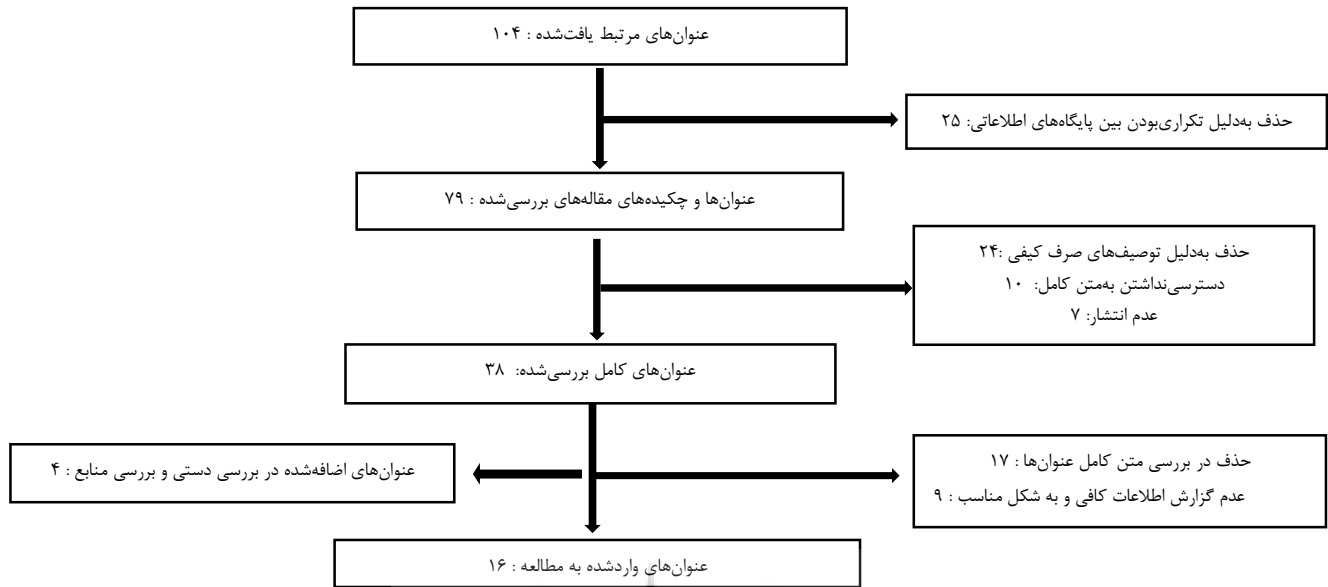 عنوان‌های مرتبط یافت‌شده : ۱۰۴
حذف به‌دلیل تکراری‌بودن بین پایگاه‌های اطلاعاتی: ۲۵
عنوان‌ها و چکیده‌های مقاله‌های بررسی‌شده : ۷۹
حذف به‌دلیل توصیف‌های صرف کیفی :۲۴
دسترسی‌نداشتن به‌متن کامل: ۱۰
عدم انتشار: ۷
عنوان‌های کامل بررسی‌شده: ۳۸
حذف در بررسی متن کامل عنوان‌ها : ۱۷
عدم گزارش اطلاعات کافی و به شکل مناسب : ۹
عنوان‌های اضافه‌شده در بررسی دستی و بررسی منابع : ۴
عنوان‌های واردشده به مطالعه : ۱۶